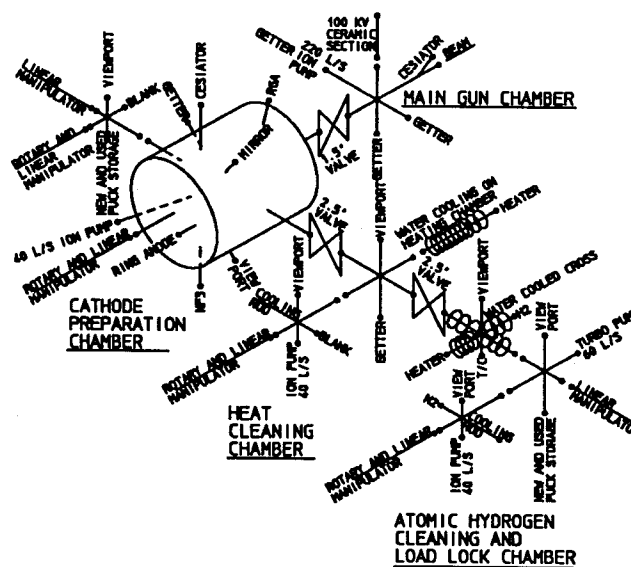 100 KV
CERAMIC
SECTION
220 L/S
GETTER ION
PUMP
CESIATOR
BEAM
MAIN GUN CHAMBER
GETTER
GETTER
1.5"
VALVE
RGA
MIRROR
CESIATOR
GETTER
VIEWPORT
LINEAR
MANIPULATOR
BLANK
ROTARY AND
LINEAR
MANIPULATOR
NEW AND USED
PUCK STORAGE
40 L/S ION PUMP
ROTARY AND LINEAR
MANIPULATOR
RING ANODE
NF3
VIEW
PORT
CATHODE
PREPARATION
CHAMBER
2.5"
VALVE
VIEWPORT
WATER COOLING ON
HEATING CHAMBER
HEATER
2.5"
VALVE
GETTER
VIEWPORT
COOLING
ROD
BLANK
ROTARY AND LINEAR
MANIPULATOR
ION PUMP
40 L/S
HEAT
CLEANING
CHAMBER
VIEWPORT
WATER COOLED CROSS
H2
HEATER
T/C
VIEW
PORT
TURBO PUMP
60 L/S
LINEAR
MANIPULATOR
NEW AND USED
PUCK STORAGE
VIEW
PORT
COOLING
ROD
ROTARY AND LINEAR
MANIPULATOR
ION PUMP
40 L/S
ATOMIC HYDROGEN
CLEANING AND
LOAD LOCK CHAMBER